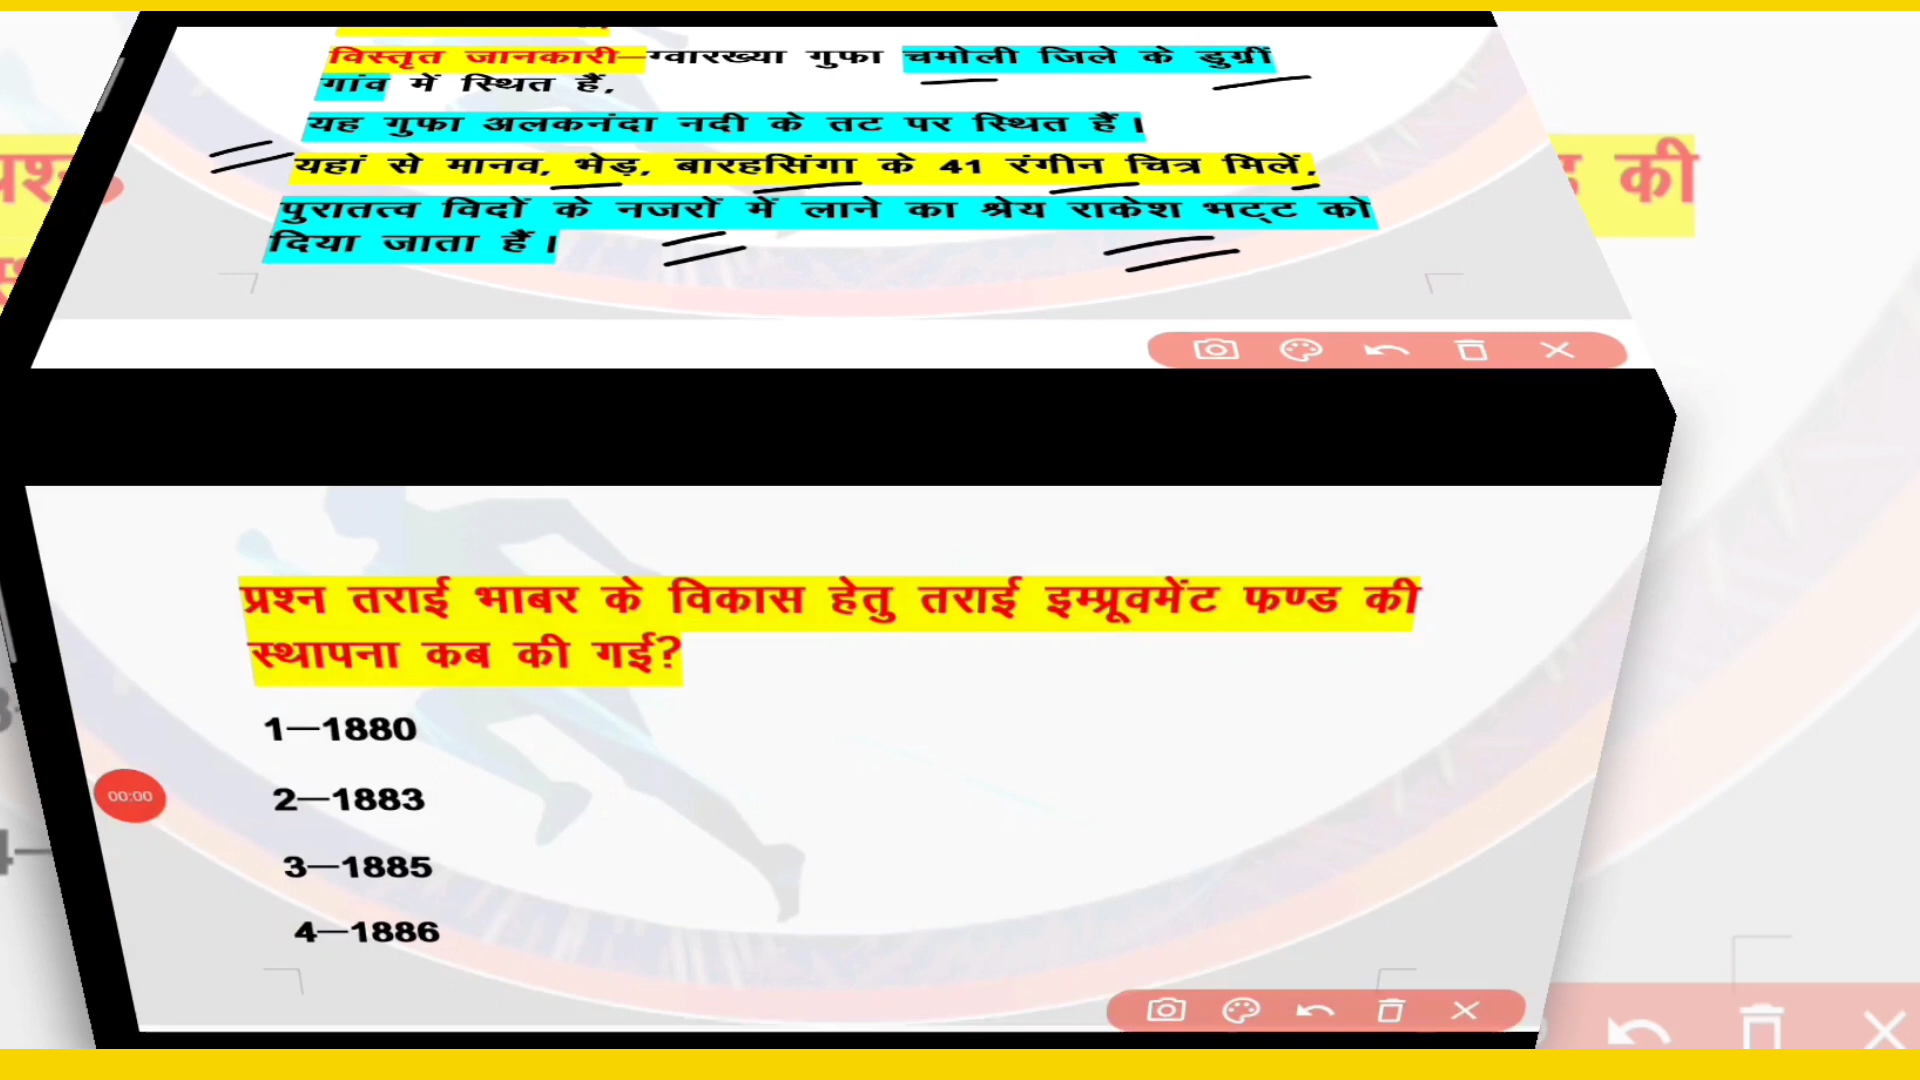 विस्तृत जानकारी—ग्वारख्या गुफा चमोली जिले के डुग्रीं
गांव में स्थित हैं,
यह गुफा अलकनंदा नदी के तट पर स्थित हैं।
यहां से मानव, भेड़, बारहसिंगा के 41 रंगीन चित्र मिलें,
पुरातत्व विदों के नजरों में लाने का श्रेय राकेश भट्ट को
दिया जाता हैं।
की
प्रश्न तराई भाबर के विकास हेतु तराई इम्प्रूवमेंट फण्ड की
स्थापना कब की गई?
1—1880
2—1883
00:00
3—1885
4—1886